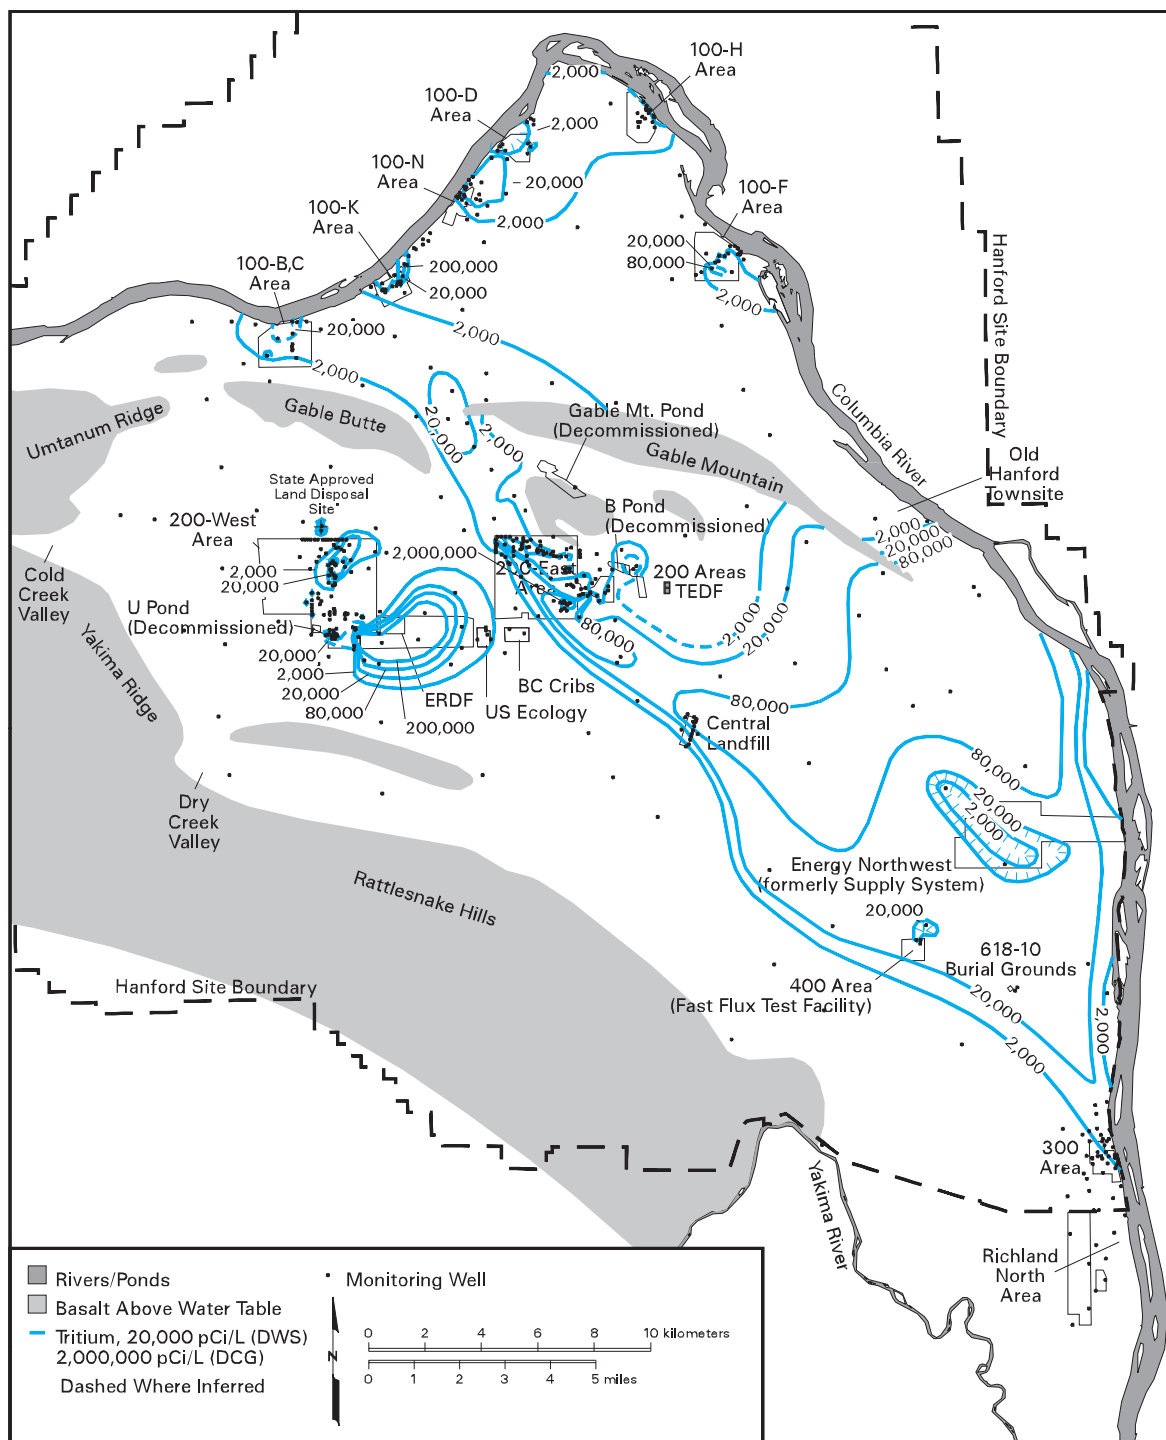 100-H
Area
2,000
100-D
Area
2,000
100-N
Area
20,000
100-F
Area
2,000
100-K
Area
20,000
80,000
200,000
20,000
2,000
100-B,C
Area
20,000
2,000
2,000
Hanford Site Boundary
Columbia River
Umtanum Ridge
Gable Butte
20,000
2,000
Gable Mt. Pond
(Decommissioned)
Gable Mountain
Old
Hanford
Townsite
State Approved
Land Disposal
Site
B Pond
(Decommissioned)
200-West
Area
2,000
20,000
80,000
2,000,000
200-East
Area
200 Areas
TEDF
2,000
20,000
Cold
Creek
Valley
2,000
20,000
U Pond
(Decommissioned)
80,000
Yakima Ridge
20,000
2,000
20,000
80,000
ERDF
200,000
BC Cribs
US Ecology
80,000
Central
Landfill
80,000
20,000
2,000
Dry
Creek
Valley
Rattlesnake Hills
Energy Northwest
(formerly Supply System)
20,000
618-10
Burial Grounds
400 Area
(Fast Flux Test Facility)
20,000
2,000
2,000
Hanford Site Boundary
300
Area
Yakima River
Richland
North
Area
Rivers/Ponds
Basalt Above Water Table
Tritium, 20,000 pCi/L (DWS)
2,000,000 pCi/L (DCG)
Dashed Where Inferred
Monitoring Well
N
0 2 4 6 8 10 kilometers
0 1 2 3 4 5 miles